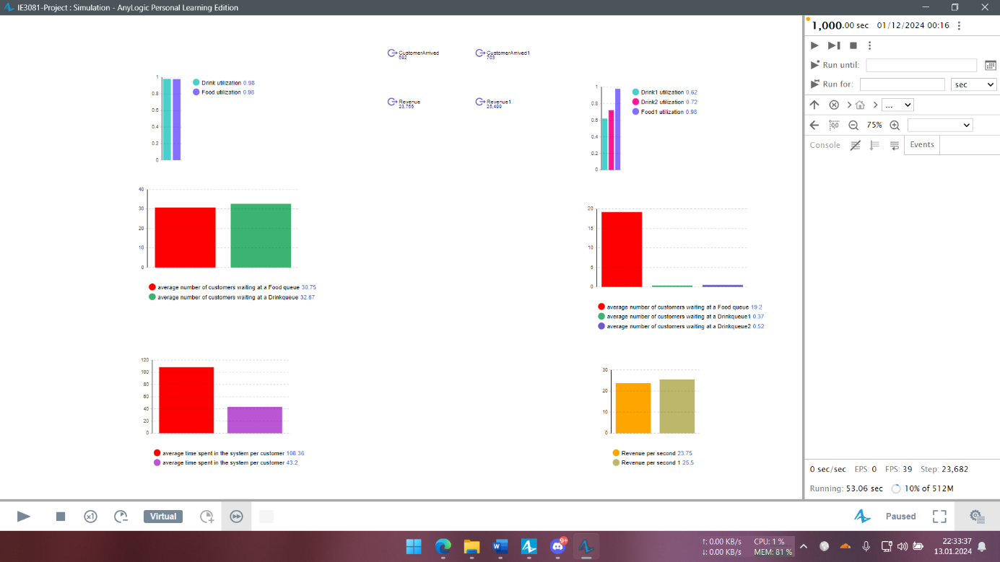 IE3081-Project : Simulation - AnyLogic Personal Learning Edition
CustomerArrived
692
CustomerArrived1
703
Revenue
Revenue1
25,499
1
0.8
0.6
0.4
0.2
0
Drink utilization 0.98
Food utilization 0.98
1
0.8
0.6
0.4
0.2
0
Drink1 utilization 0.62
Drink2 utilization 0.72
Food1 utilization 0.98
40
30
20
10
0
average number of customers waiting at a Food queue 30.75
average number of customers waiting at a Drinkqueue 32.67
20
15
10
5
0
average number of customers waiting at a Food queue 19.2
average number of customers waiting at a Drinkqueue1 0.37
average number of customers waiting at a Drinkqueue2 0.52
120
100
80
60
40
20
0
average time spent in the system per customer 108.36
average time spent in the system per customer 43.2
30
20
10
0
Revenue per second 23.75
Revenue per second 1 25.5
1,000.00 sec 01/12/2024 00:16
Run until:
Run for: sec
...
0,0 75%
Console Events
0 sec/sec EPS: 0 FPS: 39 Step: 23,682
Running: 53.06 sec 10% of 512M
x1 Virtual Paused
9+
↑: 0.00 KB/s CPU: 1 %
↓: 0.00 KB/s MEM: 81 %
22:33:37
13.01.2024